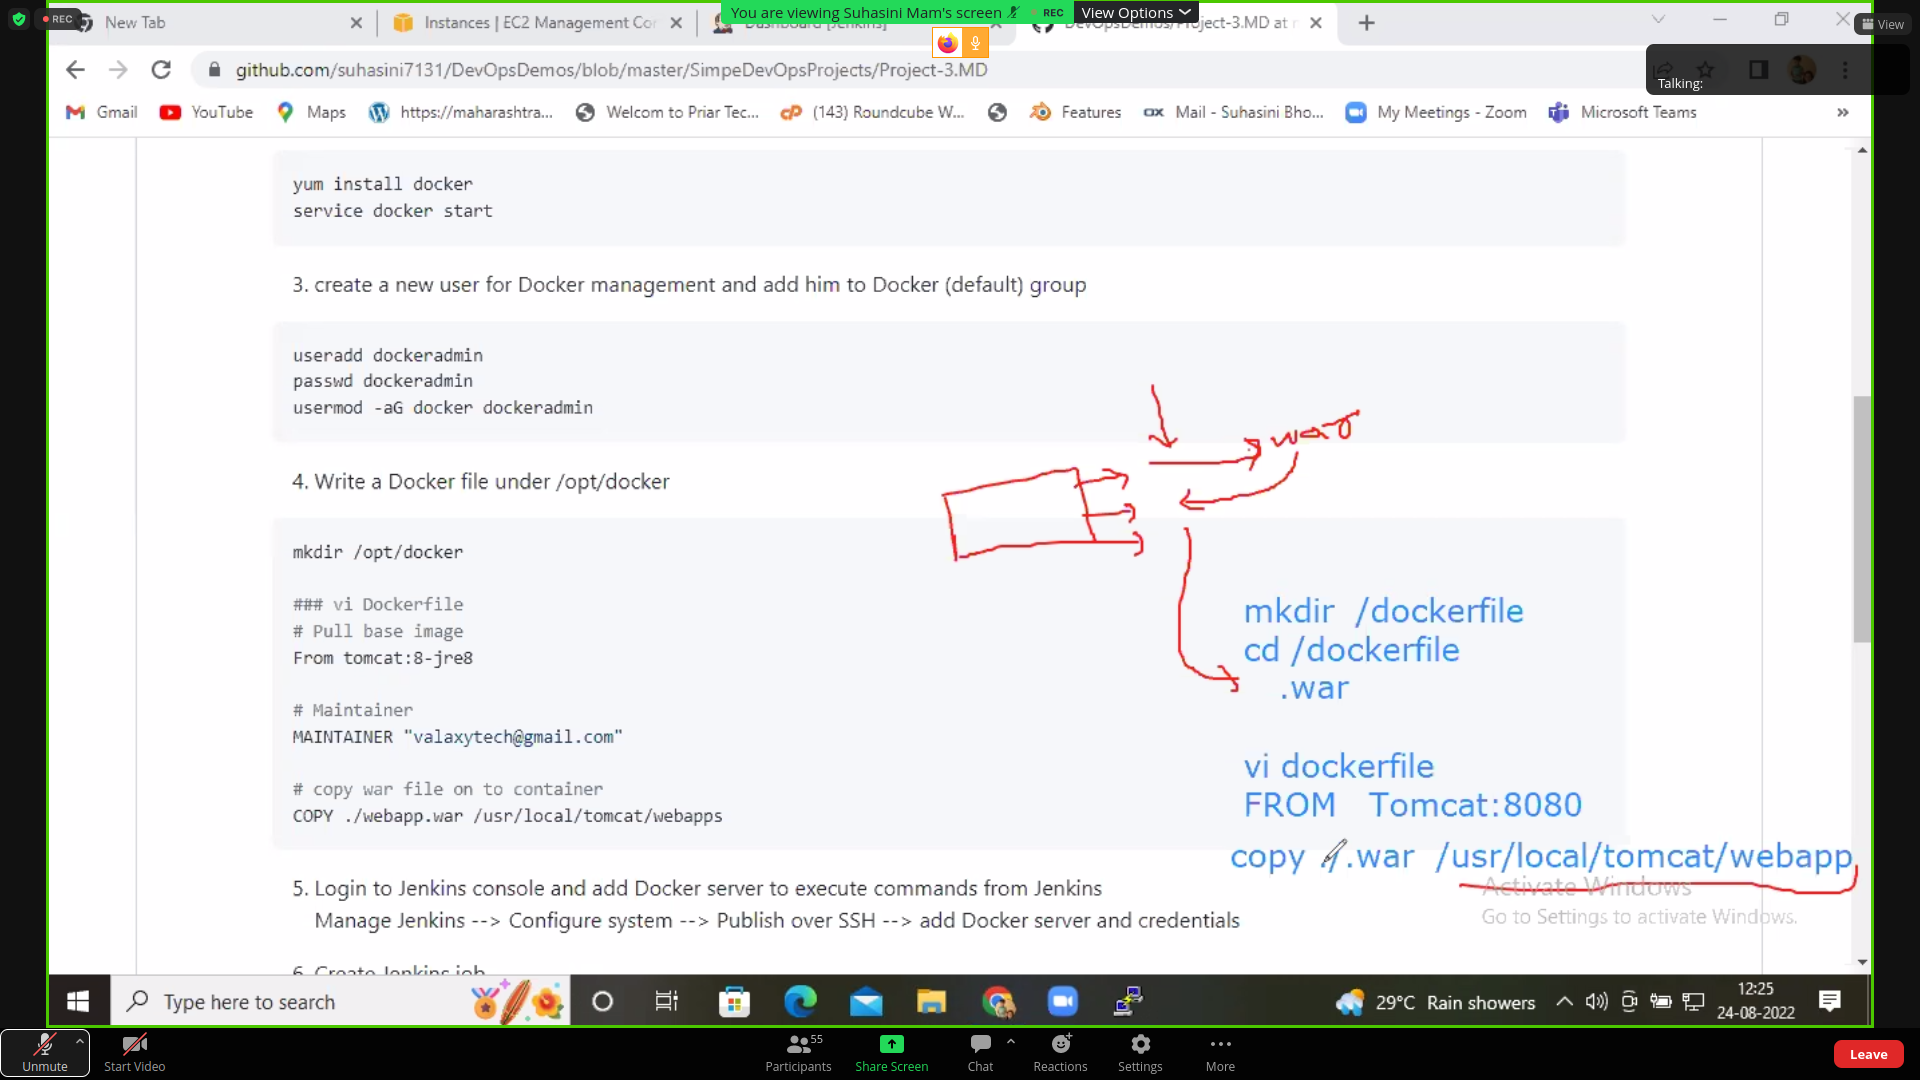 REC
New Tab
Instances | EC2 Management Con
Dashboard [Jenkins]
DevOpsDemos/Project-3.MD at m
You are viewing Suhasini Mam's screen
REC
View Options
View
github.com/suhasini7131/DevOpsDemos/blob/master/SimpeDevOpsProjects/Project-3.MD
Talking:
Gmail
YouTube
Maps
https://maharashtra...
Welcom to Priar Tec...
(143) Roundcube W...
Features
Mail - Suhasini Bho...
My Meetings - Zoom
Microsoft Teams
yum install docker
service docker start
3. create a new user for Docker management and add him to Docker (default) group
useradd dockeradmin
passwd dockeradmin
usermod -aG docker dockeradmin
war
4. Write a Docker file under /opt/docker
mkdir /opt/docker
### vi Dockerfile
# Pull base image
From tomcat:8-jre8
# Maintainer
MAINTAINER "valaxytech@gmail.com"
# copy war file on to container
COPY ./webapp.war /usr/local/tomcat/webapps
mkdir /dockerfile
cd /dockerfile
.war
vi dockerfile
FROM Tomcat:8080
copy ./.war /usr/local/tomcat/webapp
5. Login to Jenkins console and add Docker server to execute commands from Jenkins
Manage Jenkins --> Configure system --> Publish over SSH --> add Docker server and credentials
Activate Windows
Go to Settings to activate Windows.
6. Create Jenkins job
Type here to search
29°C Rain showers
12:25
24-08-2022
Unmute
Start Video
Participants
55
Share Screen
Chat
Reactions
Settings
More
Leave